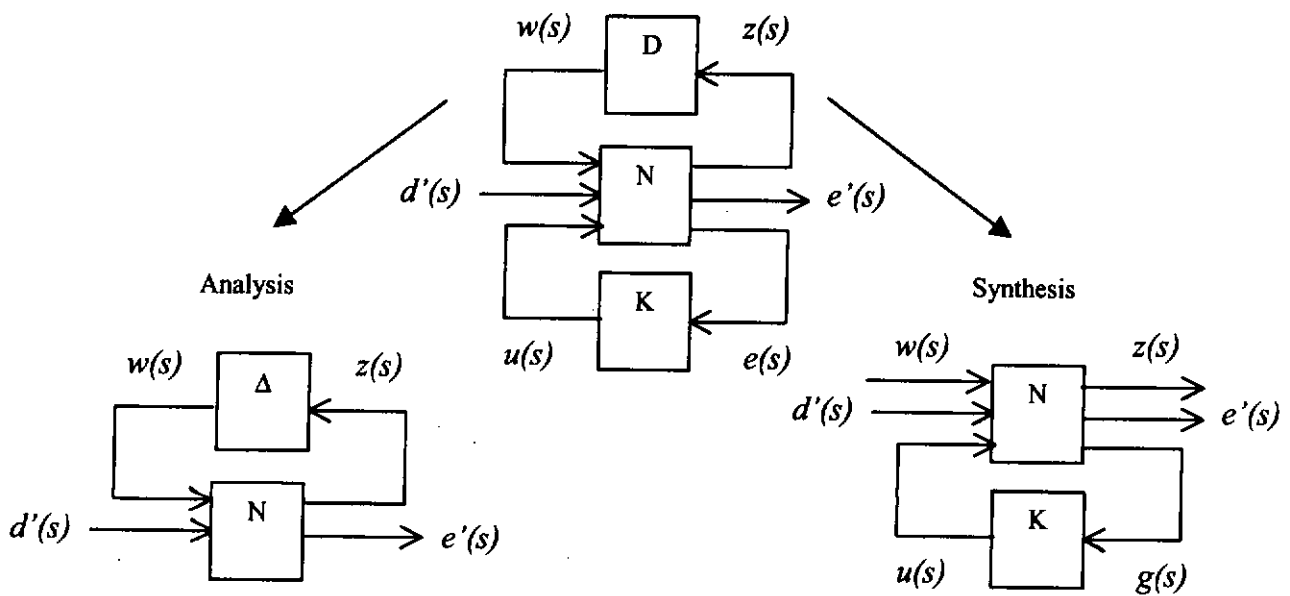 w(s)
D
z(s)
N
d'(s)
e'(s)
K
u(s)
e(s)
Analysis
w(s)
Δ
z(s)
N
d'(s)
e'(s)
Synthesis
w(s)
z(s)
N
d'(s)
e'(s)
K
u(s)
g(s)